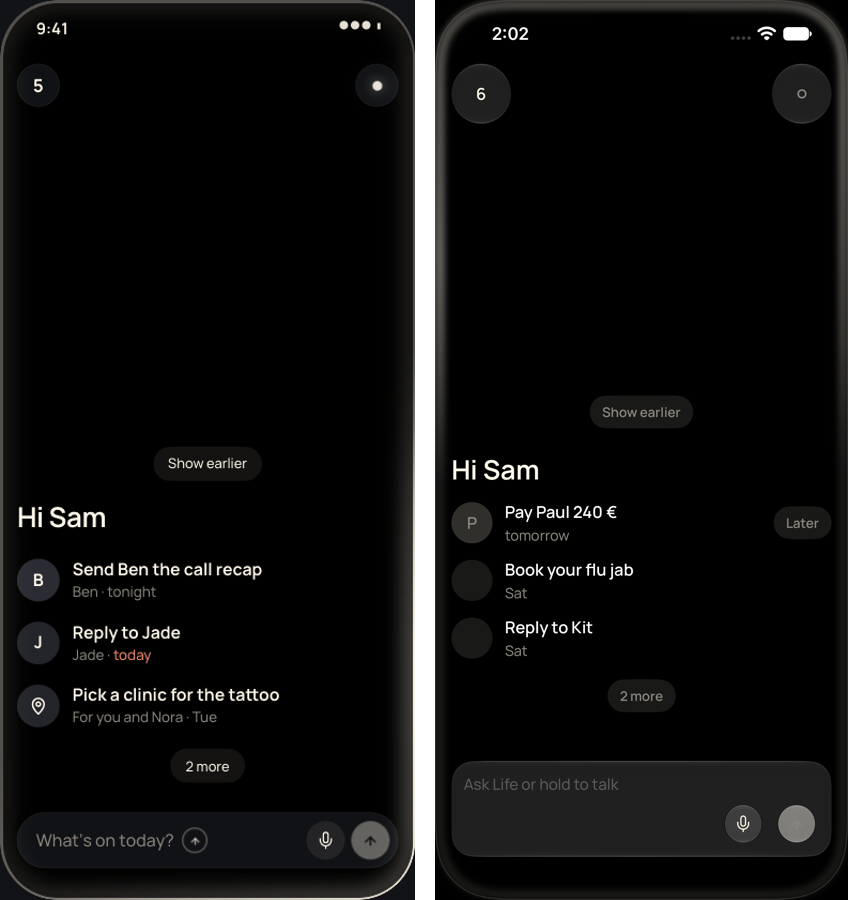 9:41
5
Show earlier
Hi Sam
B
Send Ben the call recap
Ben · tonight
J
Reply to Jade
Jade · today
Pick a clinic for the tattoo
For you and Nora · Tue
2 more
What's on today?
2:02
6
Show earlier
Hi Sam
P
Pay Paul 240 €
tomorrow
Later
Book your flu jab
Sat
Reply to Kit
Sat
2 more
Ask Life or hold to talk